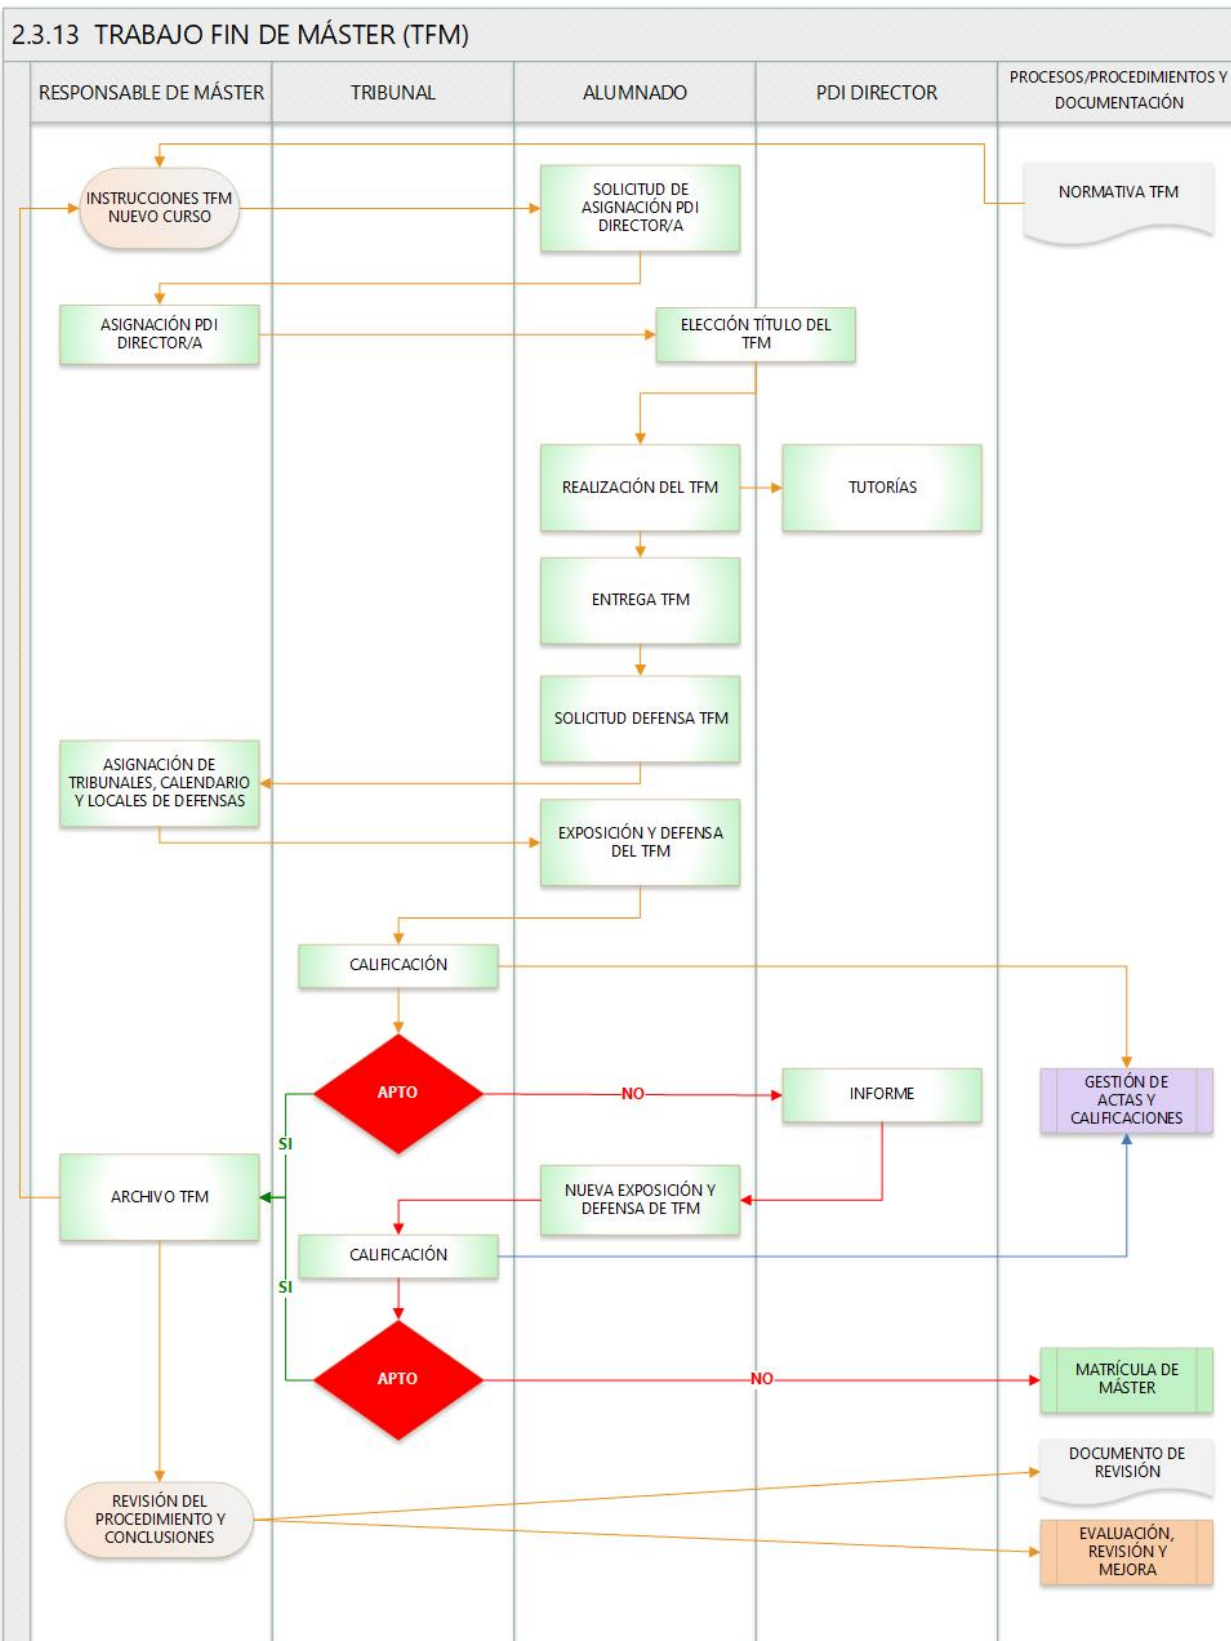 2.3.13 TRABAJO FIN DE MÁSTER (TFM)
RESPONSABLE DE MÁSTER
TRIBUNAL
ALUMNADO
PDI DIRECTOR
PROCESOS/PROCEDIMIENTOS Y
DOCUMENTACIÓN
INSTRUCCIONES TFM
NUEVO CURSO
SOLICITUD DE
ASIGNACIÓN PDI
DIRECTOR/A
NORMATIVA TFM
ASIGNACIÓN PDI
DIRECTOR/A
ELECCIÓN TÍTULO DEL
TFM
REALIZACIÓN DEL TFM
TUTORÍAS
ENTREGA TFM
SOLICITUD DEFENSA TFM
ASIGNACIÓN DE
TRIBUNALES, CALENDARIO
Y LOCALES DE DEFENSAS
EXPOSICIÓN Y DEFENSA
DEL TFM
CALIFICACIÓN
APTO
NO
INFORME
GESTIÓN DE
ACTAS Y
CALIFICACIONES
SI
ARCHIVO TFM
NUEVA EXPOSICIÓN Y
DEFENSA DE TFM
CALIFICACIÓN
SI
APTO
NO
MATRÍCULA DE
MÁSTER
DOCUMENTO DE
REVISIÓN
REVISIÓN DEL
PROCEDIMIENTO Y
CONCLUSIONES
EVALUACIÓN,
REVISIÓN Y
MEJORA